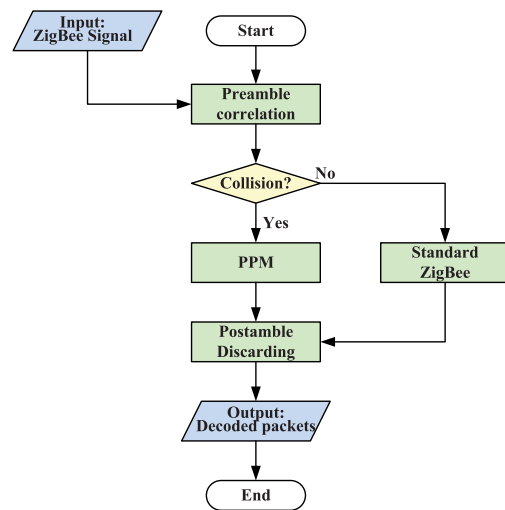 Input:
ZigBee Signal
Start
Preamble
correlation
Collision?
No
Yes
PPM
Standard
ZigBee
Postamble
Discarding
Output:
Decoded packets
End